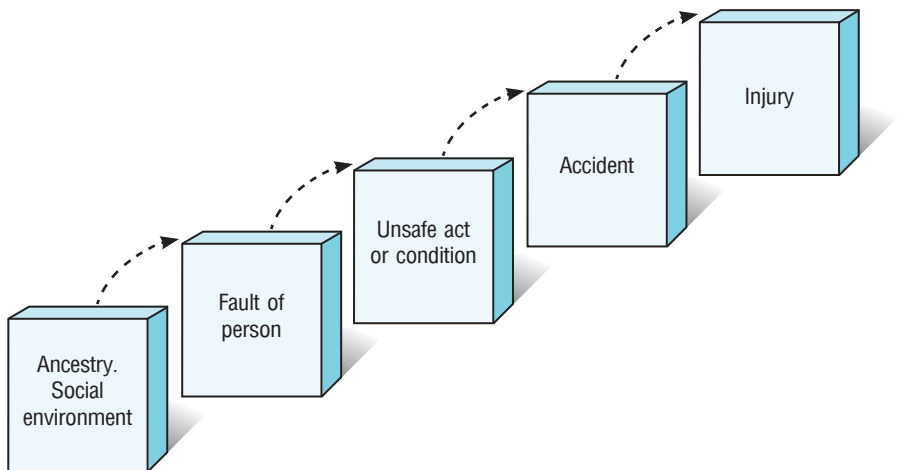 Ancestry.
Social
environment
Fault of
person
Unsafe act
or condition
Accident
Injury